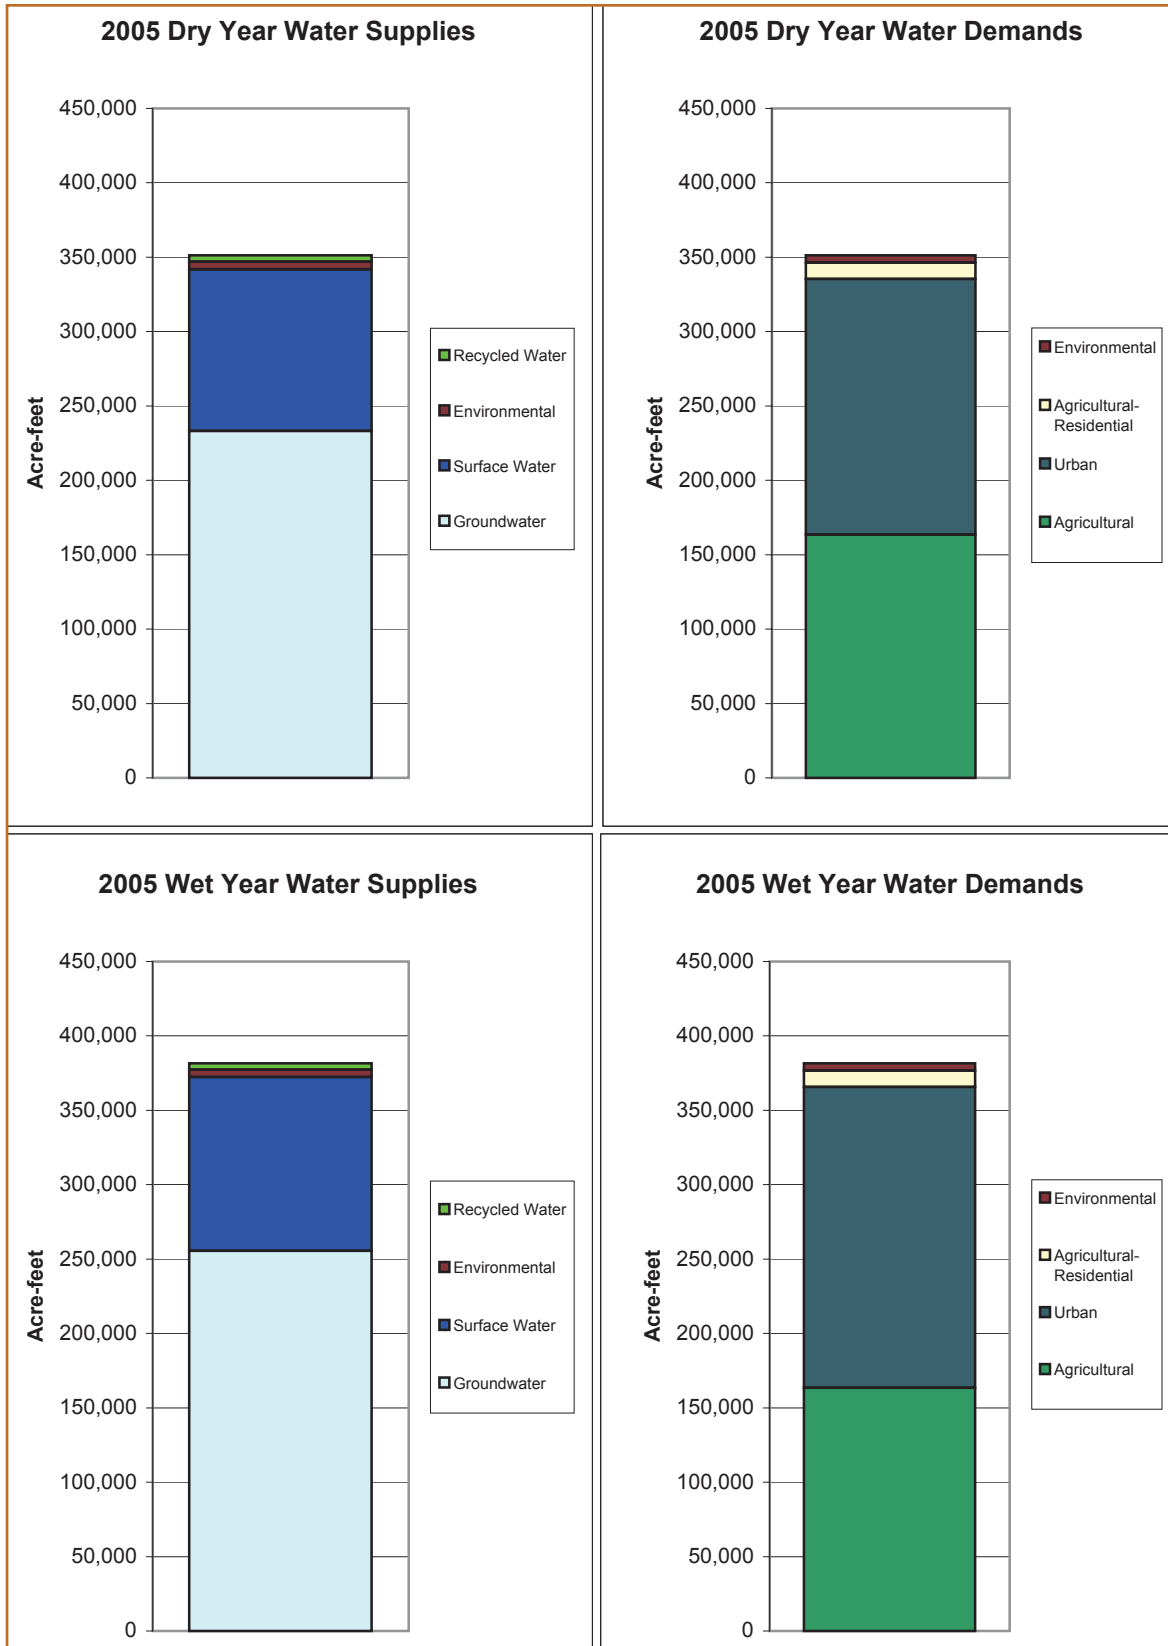 2005 Dry Year Water Supplies
450,000
400,000
350,000
300,000
250,000
200,000
150,000
100,000
50,000
0
Acre-feet
Recycled Water
Environmental
Surface Water
Groundwater
2005 Dry Year Water Demands
450,000
400,000
350,000
300,000
250,000
200,000
150,000
100,000
50,000
0
Acre-feet
Environmental
Agricultural-
Residential
Urban
Agricultural
2005 Wet Year Water Supplies
450,000
400,000
350,000
300,000
250,000
200,000
150,000
100,000
50,000
0
Acre-feet
Recycled Water
Environmental
Surface Water
Groundwater
2005 Wet Year Water Demands
450,000
400,000
350,000
300,000
250,000
200,000
150,000
100,000
50,000
0
Acre-feet
Environmental
Agricultural-
Residential
Urban
Agricultural